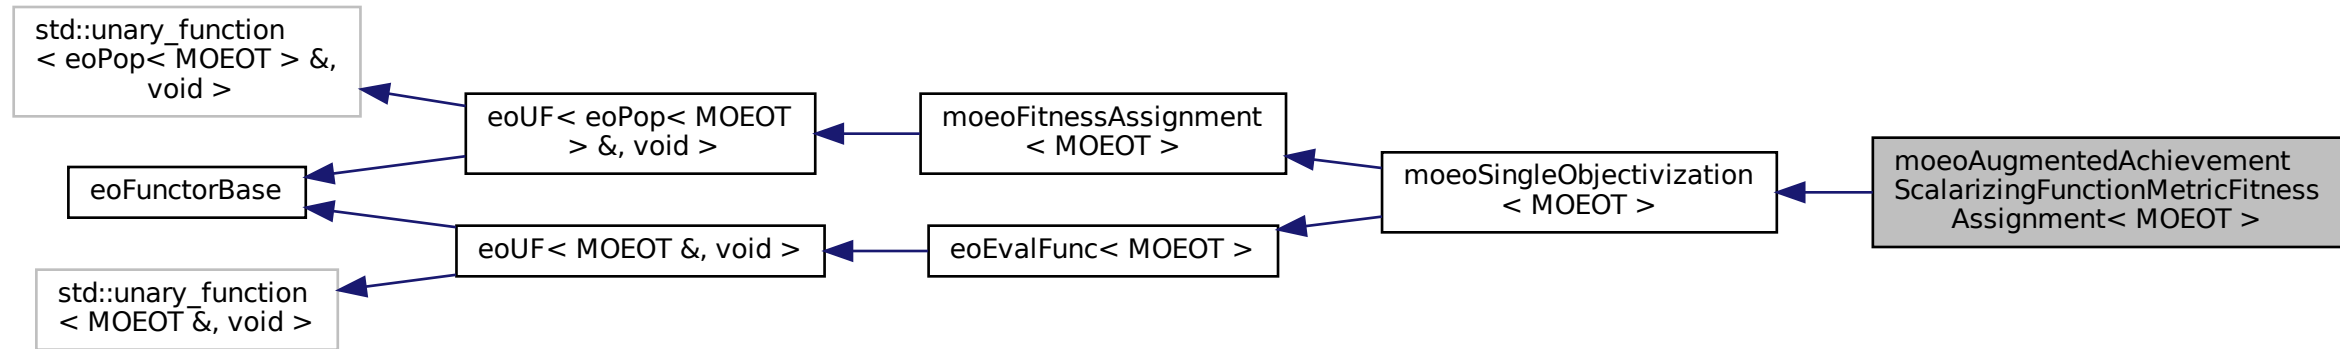 std::unary_function
< eoPop< MOEOT > &,
void >
eoFunctorBase
std::unary_function
< MOEOT &, void >
eoUF< eoPop< MOEOT
> &, void >
eoUF< MOEOT &, void >
moeoFitnessAssignment
< MOEOT >
eoEvalFunc< MOEOT >
moeoSingleObjectivization
< MOEOT >
moeoAugmentedAchievement
ScalarizingFunctionMetricFitness
Assignment< MOEOT >